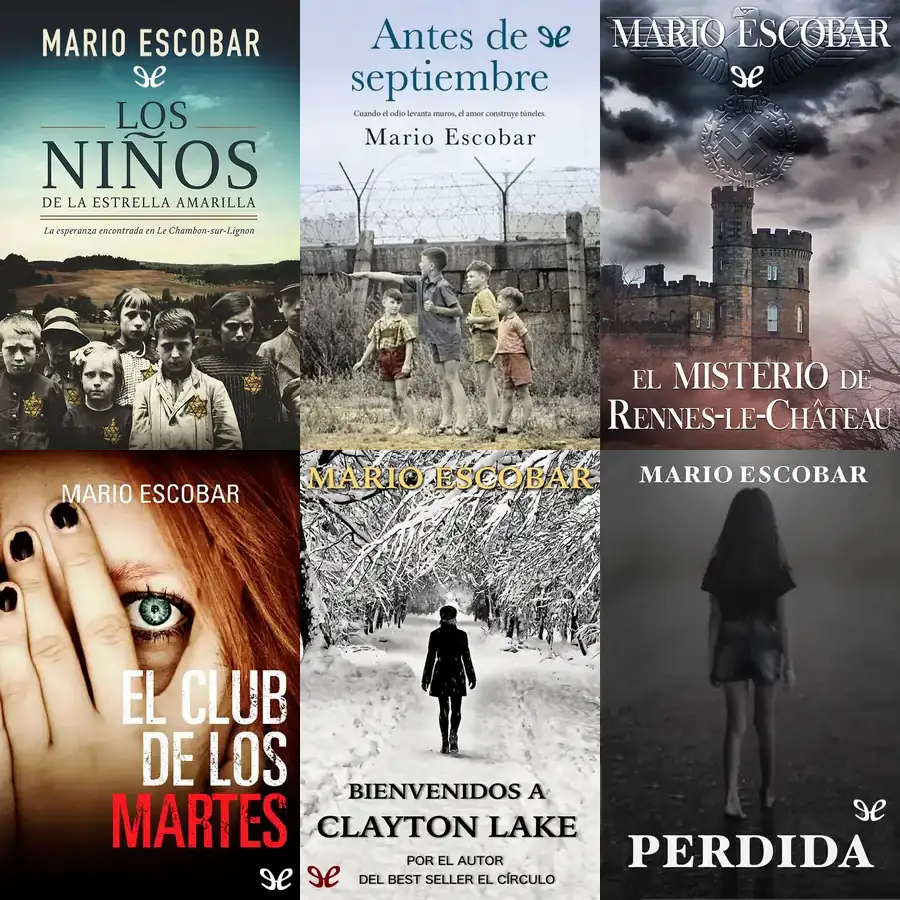 MARIO ESCOBAR
LOS
NIÑOS
DE LA ESTRELLA AMARILLA
La esperanza encontrada en Le Chambon-sur-Lignon
Antes de
septiembre
Cuando el odio levanta muros, el amor construye túneles.
Mario Escobar
MARIO ESCOBAR
EL MISTERIO DE
RENNES-LE-CHÂTEAU
MARIO ESCOBAR
EL CLUB
DE LOS
MARTES
MARIO ESCOBAR
BIENVENIDOS A
CLAYTON LAKE
POR EL AUTOR
DEL BEST SELLER EL CÍRCULO
MARIO ESCOBAR
PERDIDA